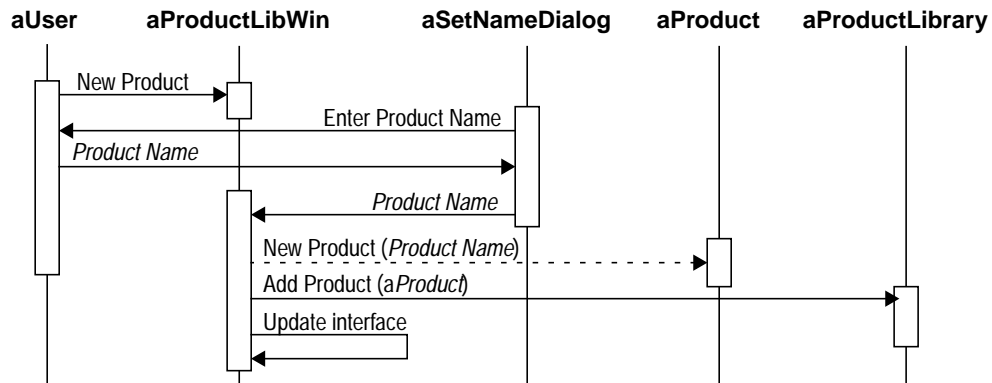 aUser aProductLibWin aSetNameDialog aProduct aProductLibrary
New Product
Enter Product Name
Product Name
Product Name
New Product (Product Name)
Add Product (aProduct)
Update interface